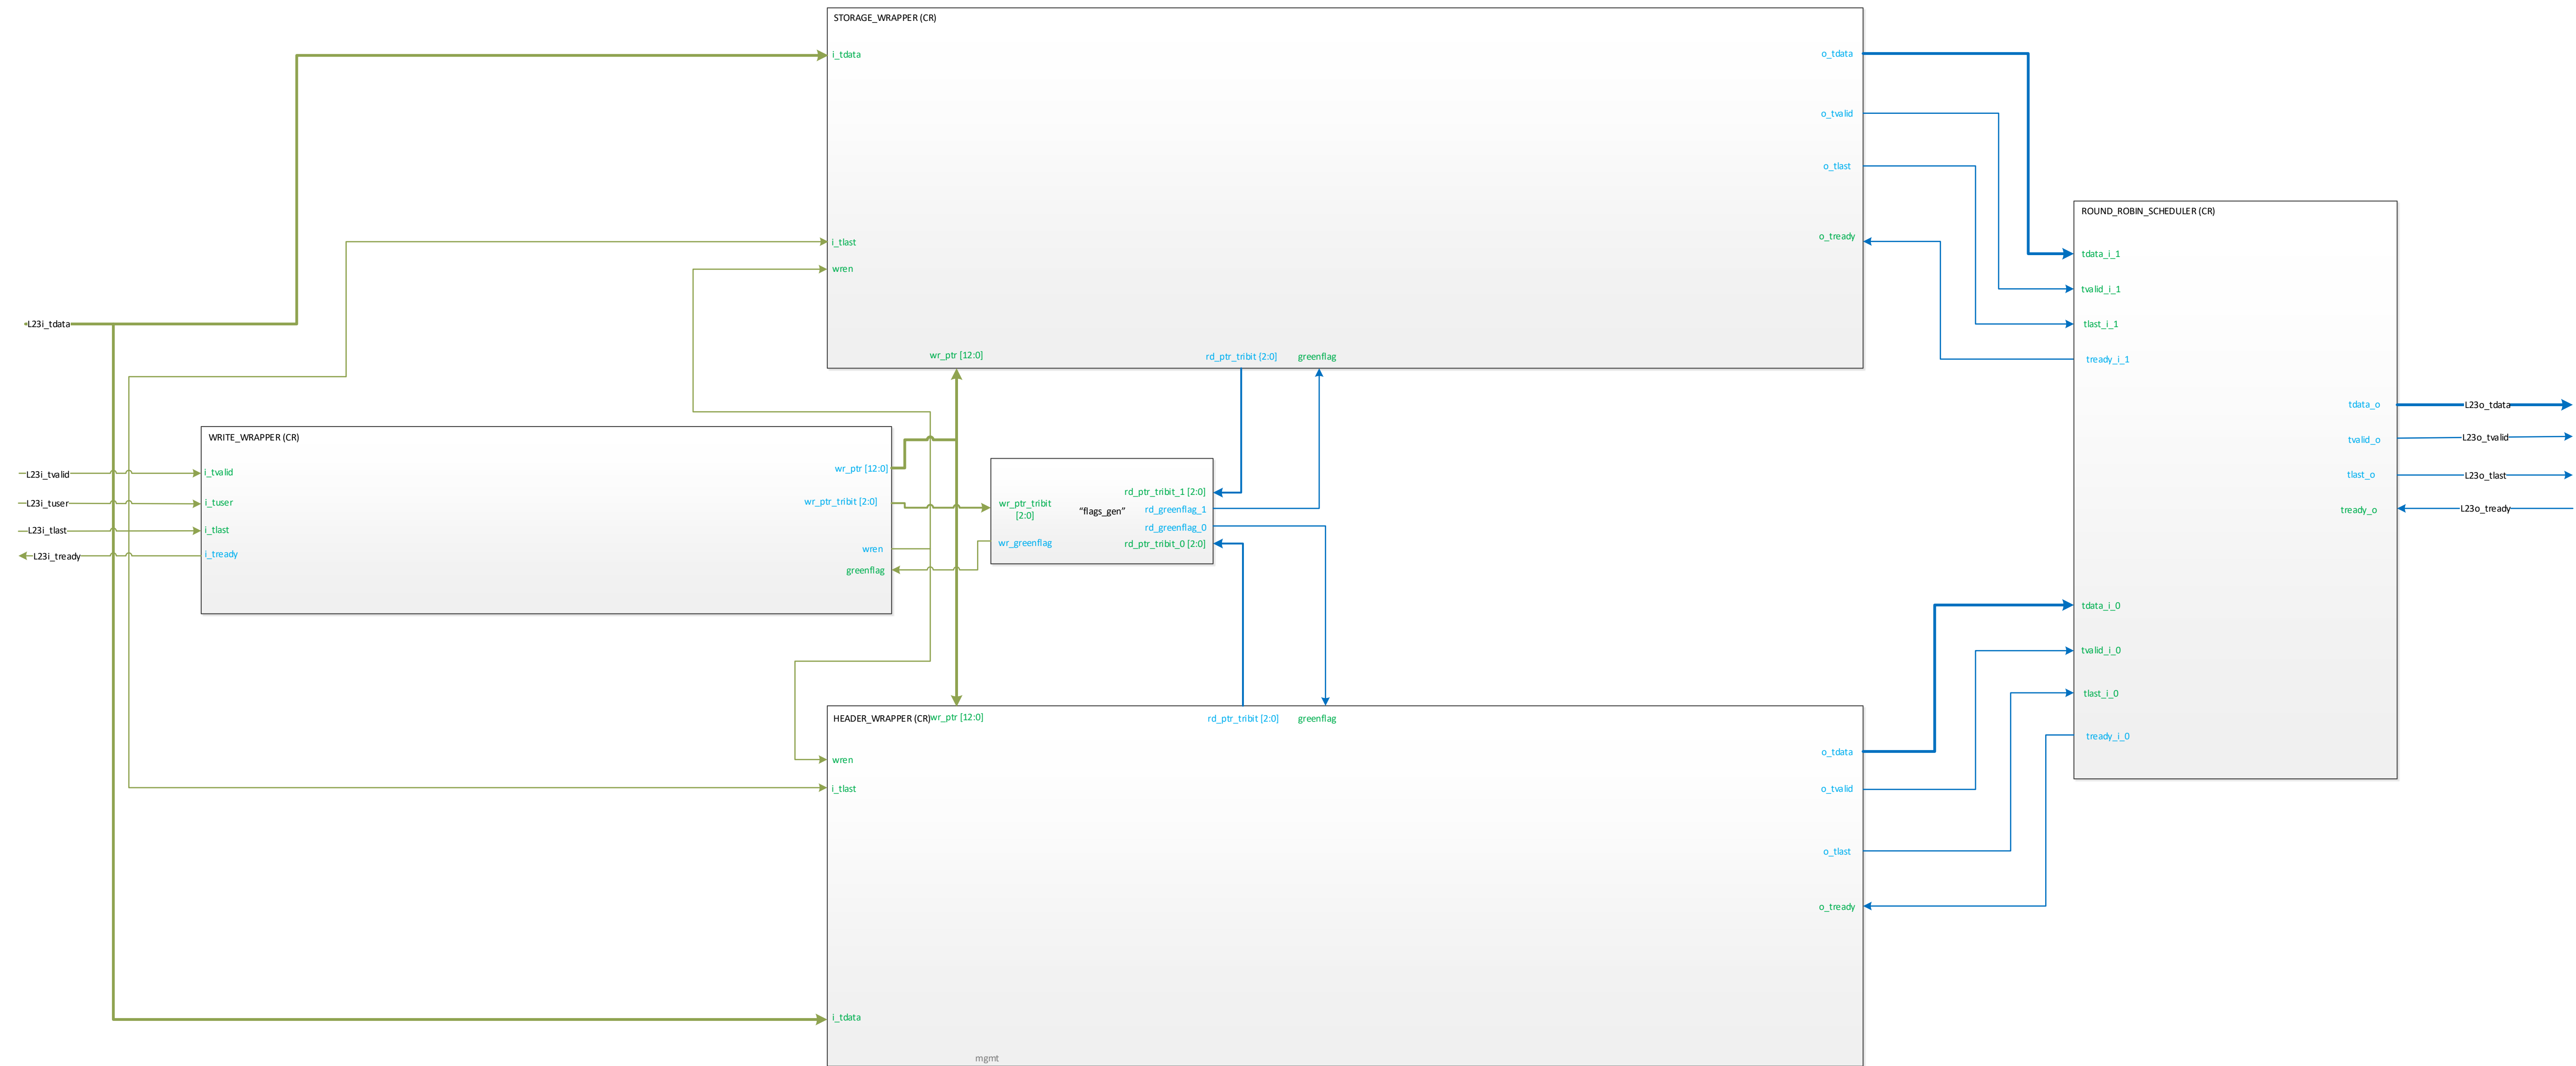 STORAGE_WRAPPER (CR)
i_tdata
o_tdata
o_tvalid
o_tlast
i_tlast
o_tready
wren
wr_ptr [12:0]
rd_ptr_tribit {2:0}
greenflag
ROUND_ROBIN_SCHEDULER (CR)
tdata_i_1
tvalid_i_1
tlast_i_1
tready_i_1
tdata_o
tvalid_o
tlast_o
tready_o
tdata_i_0
tvalid_i_0
tlast_i_0
tready_i_0
L23o_tdata
L23o_tvalid
L23o_tlast
L23o_tready
L23i_tdata
L23i_tvalid
L23i_tuser
L23i_tlast
L23i_tready
WRITE_WRAPPER (CR)
i_tvalid
i_tuser
i_tlast
i_tready
wr_ptr [12:0]
wr_ptr_tribit [2:0]
wren
greenflag
wr_ptr_tribit
[2:0]
wr_greenflag
“flags_gen”
rd_ptr_tribit_1 [2:0]
rd_greenflag_1
rd_greenflag_0
rd_ptr_tribit_0 [2:0]
HEADER_WRAPPER (CR)
wr_ptr [12:0]
rd_ptr_tribit [2:0]
greenflag
wren
i_tlast
o_tdata
o_tvalid
o_tlast
o_tready
i_tdata
mgmt